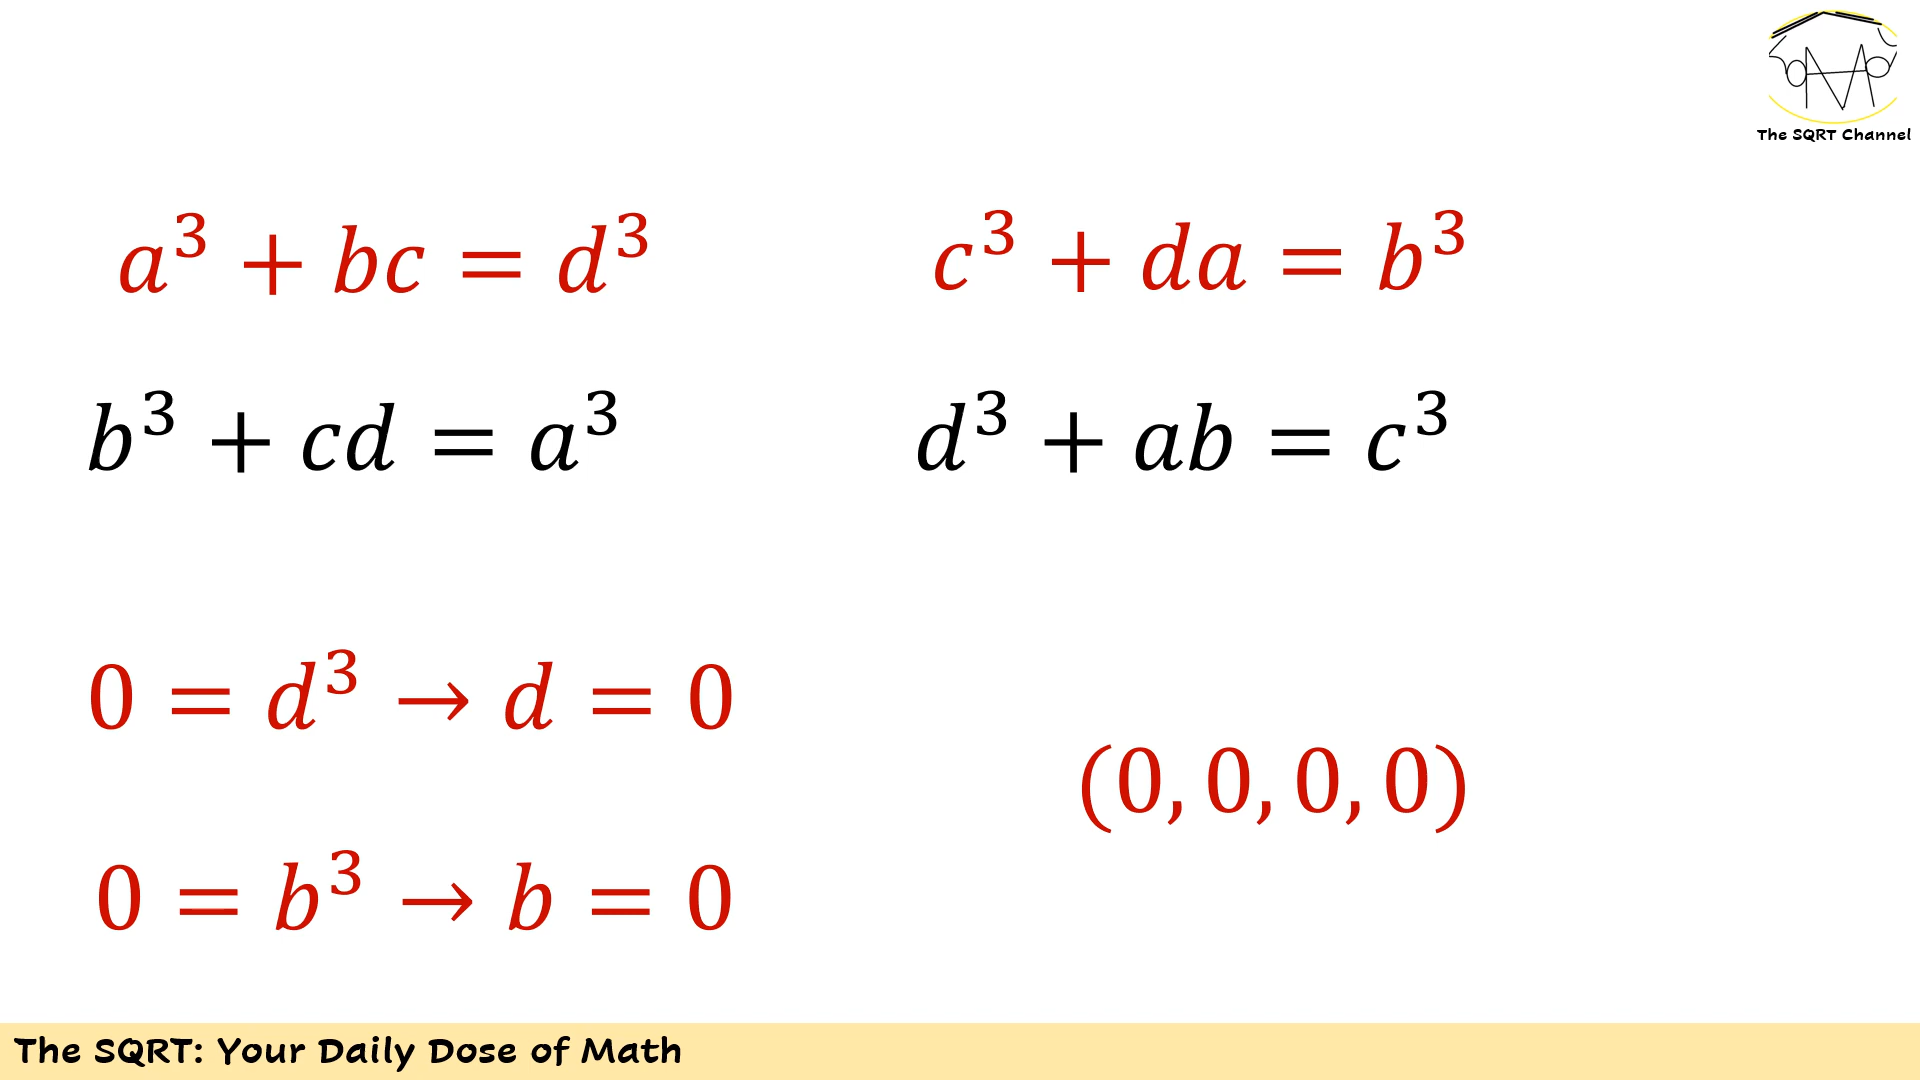 The SQRT Channel
a³ + bc = d³
c³ + da = b³
b³ + cd = a³
d³ + ab = c³
0 = d³ → d = 0
(0, 0, 0, 0)
0 = b³ → b = 0
The SQRT: Your Daily Dose of Math